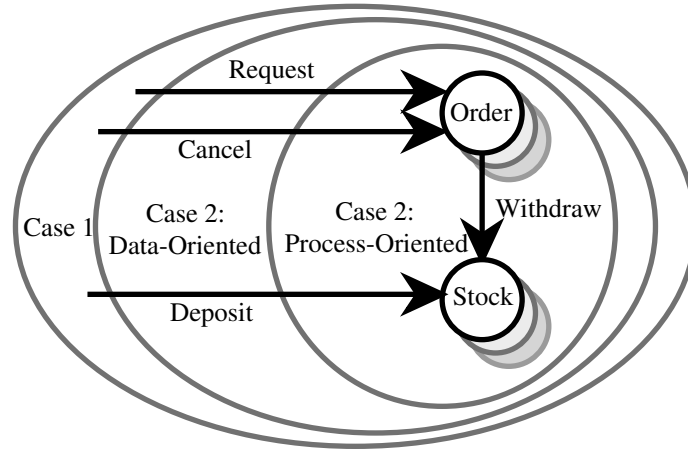 Request
Order
Cancel
Case 1
Case 2:
Data-Oriented
Case 2:
Process-Oriented
Withdraw
Stock
Deposit